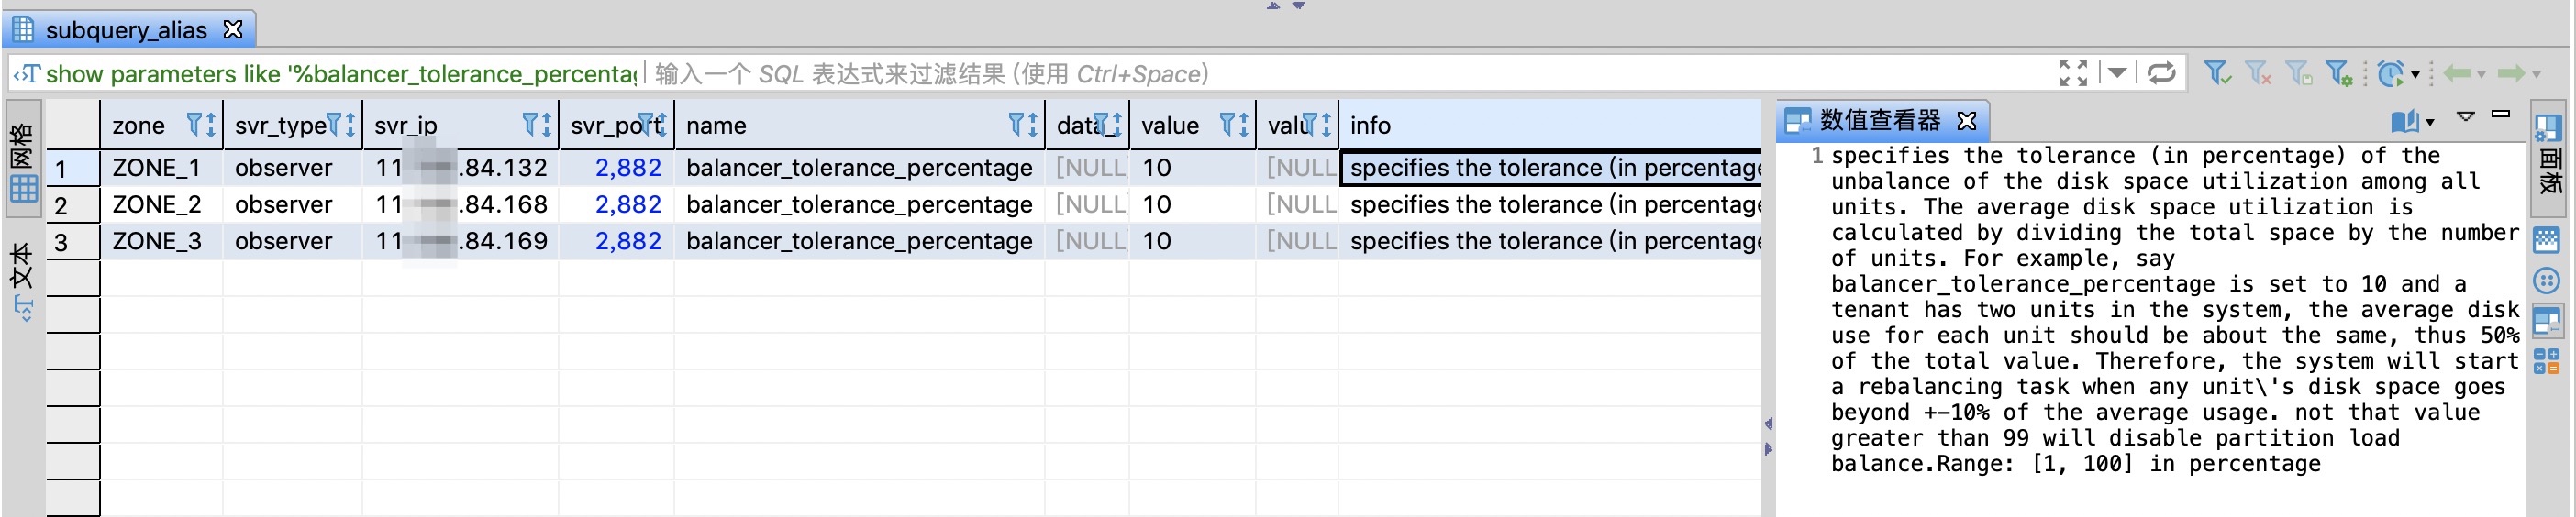 subquery_alias
show parameters like '%balancer_tolerance_percentag
输入一个 SQL 表达式来过滤结果 (使用 Ctrl+Space)
网格
文本
zone svr_type svr_ip svr_port name data_ value valu info
1 ZONE_1 observer 11 .84.132 2,882 balancer_tolerance_percentage [NULL 10 [NULL specifies the tolerance (in percentage
2 ZONE_2 observer 11 .84.168 2,882 balancer_tolerance_percentage [NULL 10 [NULL specifies the tolerance (in percentage
3 ZONE_3 observer 11 .84.169 2,882 balancer_tolerance_percentage [NULL 10 [NULL specifies the tolerance (in percentage
数值查看器
1 specifies the tolerance (in percentage) of the
unbalance of the disk space utilization among all
units. The average disk space utilization is
calculated by dividing the total space by the number
of units. For example, say
balancer_tolerance_percentage is set to 10 and a
tenant has two units in the system, the average disk
use for each unit should be about the same, thus 50%
of the total value. Therefore, the system will start
a rebalancing task when any unit\'s disk space goes
beyond +-10% of the average usage. not that value
greater than 99 will disable partition load
balance.Range: [1, 100] in percentage
面板